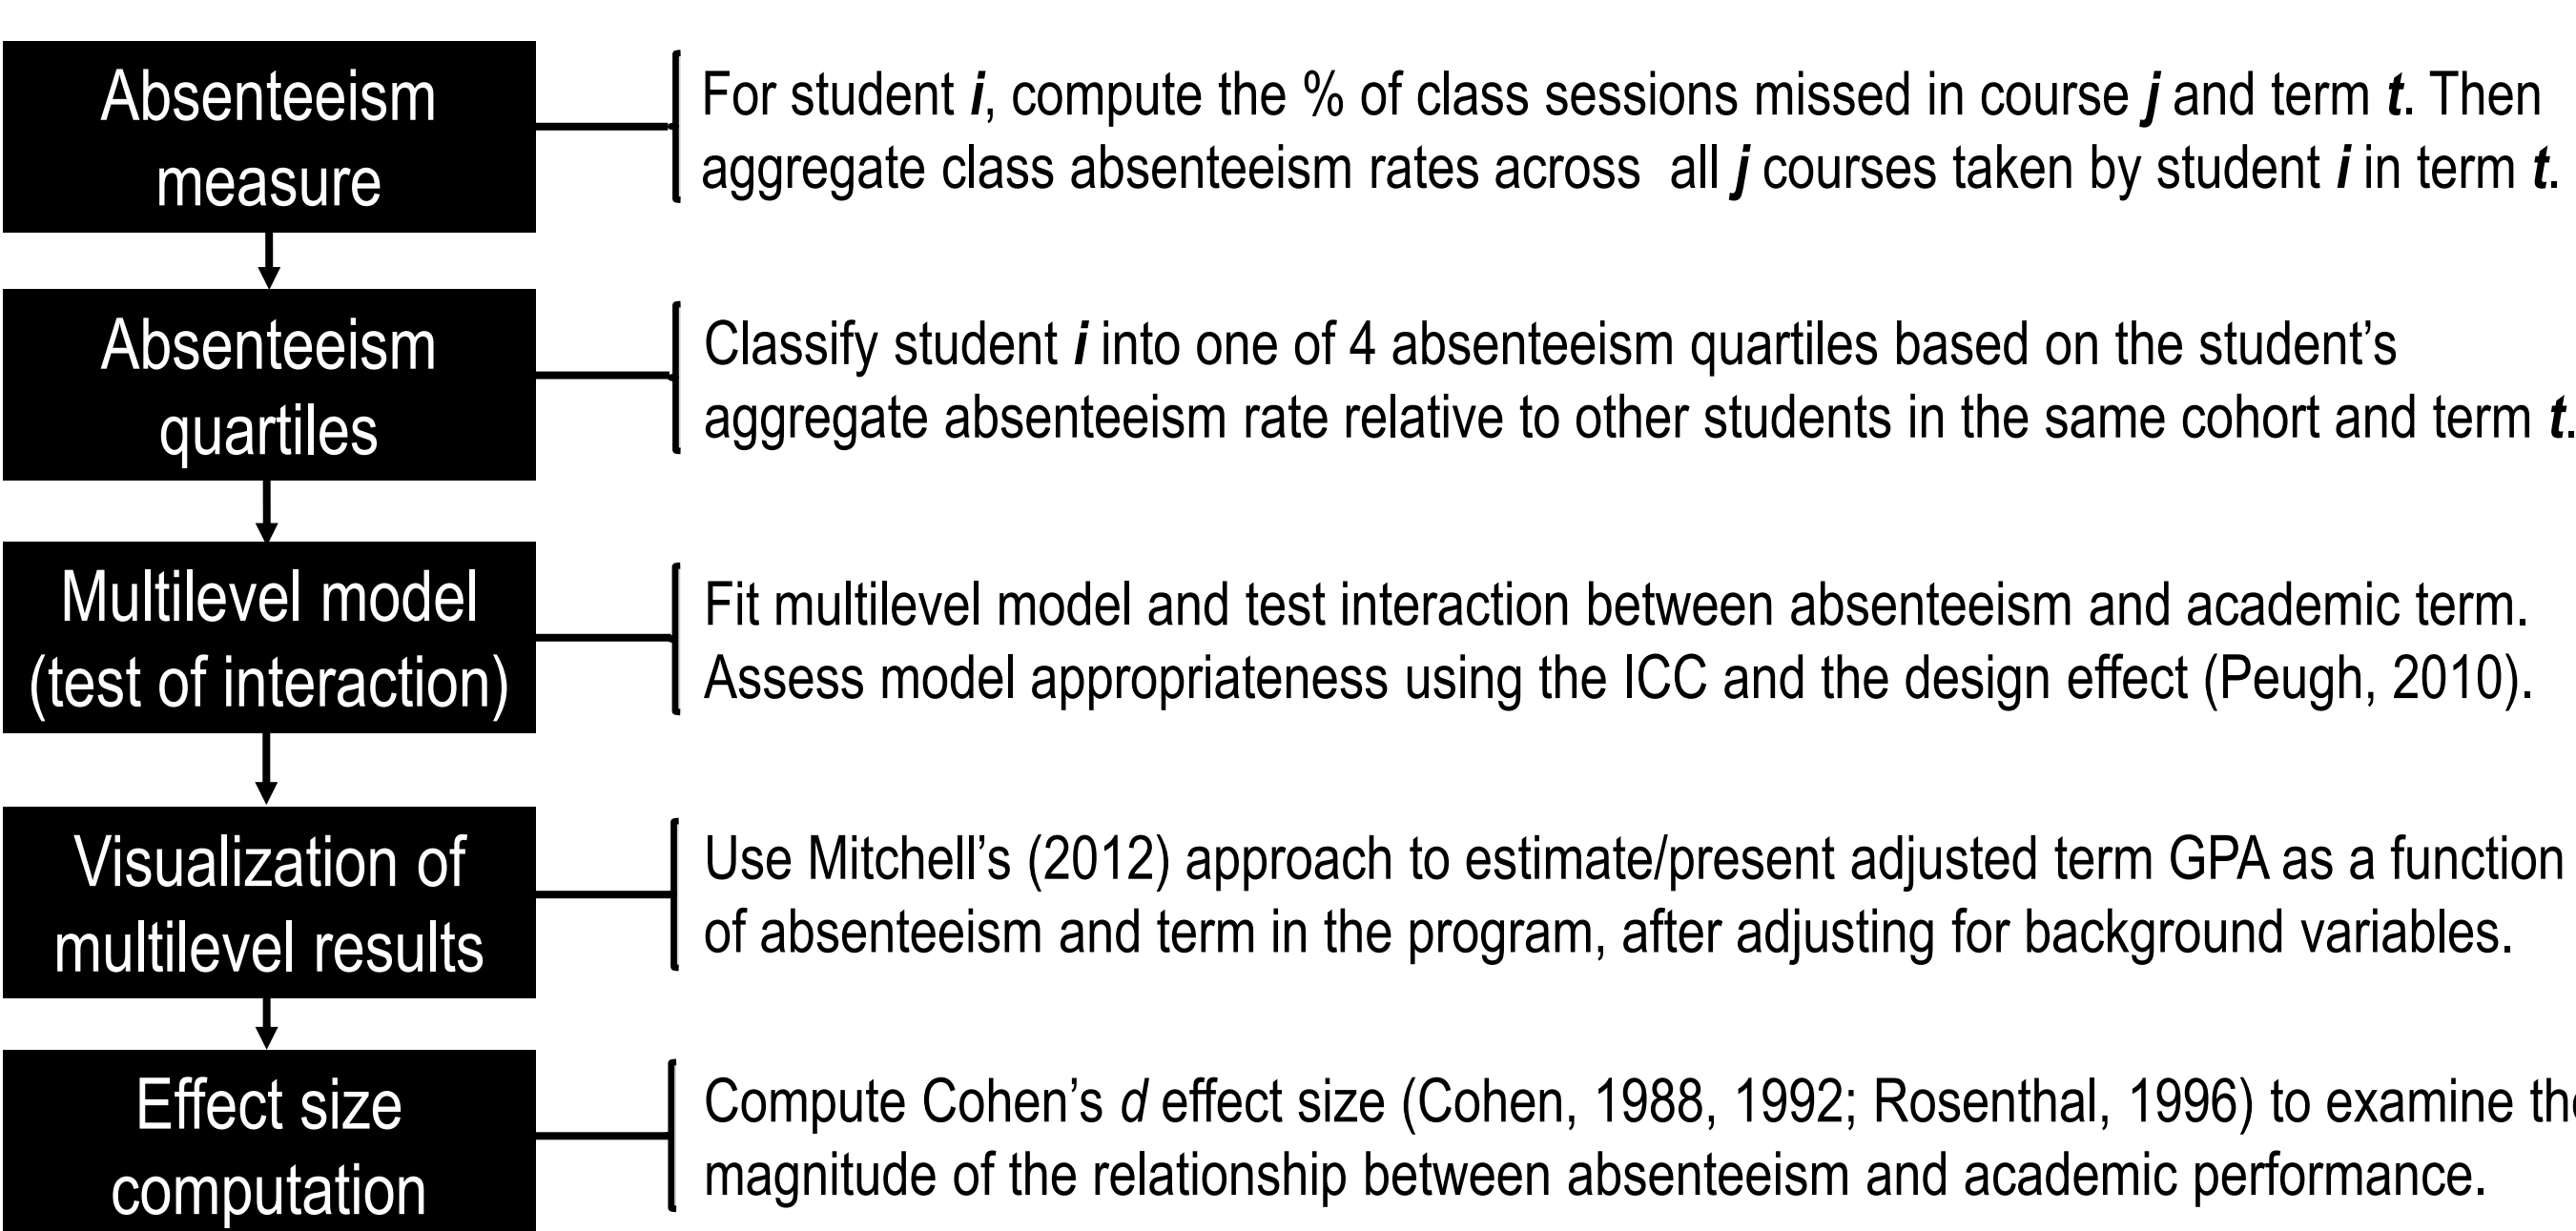 Absenteeism
measure
For student i, compute the % of class sessions missed in course j and term t. Then
aggregate class absenteeism rates across all j courses taken by student i in term t.
Absenteeism
quartiles
Classify student i into one of 4 absenteeism quartiles based on the student’s
aggregate absenteeism rate relative to other students in the same cohort and term t.
Multilevel model
(test of interaction)
Fit multilevel model and test interaction between absenteeism and academic term.
Assess model appropriateness using the ICC and the design effect (Peugh, 2010).
Visualization of
multilevel results
Use Mitchell’s (2012) approach to estimate/present adjusted term GPA as a function
of absenteeism and term in the program, after adjusting for background variables.
Effect size
computation
Compute Cohen’s d effect size (Cohen, 1988, 1992; Rosenthal, 1996) to examine the
magnitude of the relationship between absenteeism and academic performance.